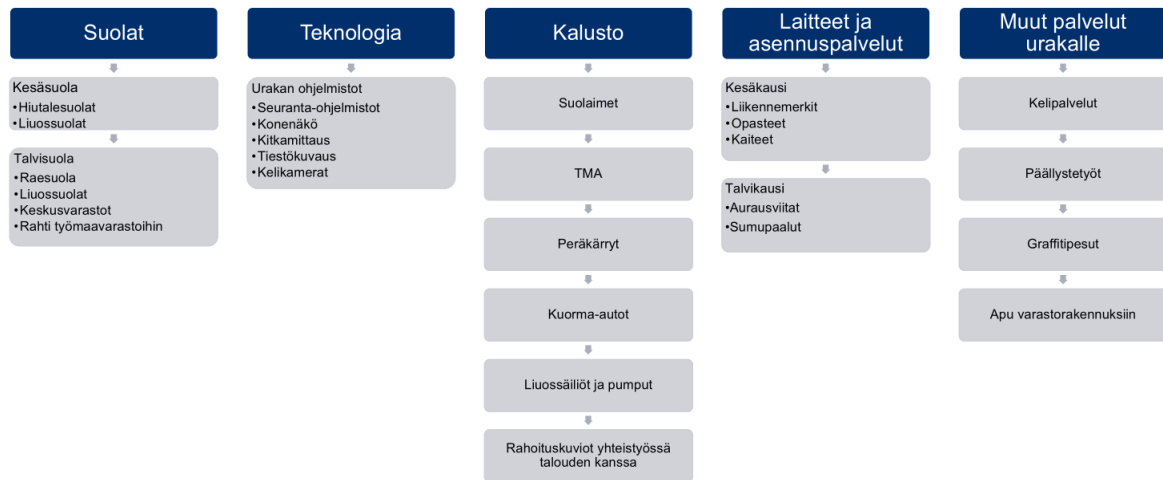 Suolat
Kesäsuola
•Hiutalesuolat
•Liuossuolat
Talvisuola
•Raesuola
•Liuossuolat
•Keskusvarastot
•Rahti työmaavarastoihin
Teknologia
Urakan ohjelmistot
•Seuranta-ohjelmistot
•Konenäkö
•Kitkamittaus
•Tiestökuvaus
•Kelikamerat
Kalusto
Suolaimet
TMA
Peräkärryt
Kuorma-autot
Liuossäiliöt ja pumput
Rahoituskuviot yhteistyössä
talouden kanssa
Laitteet ja
asennuspalvelut
Kesäkausi
•Liikennemerkit
•Opasteet
•Kaiteet
Talvikausi
•Aurausviitat
•Sumupaalut
Muut palvelut
urakalle
Kelipalvelut
Päällystetyöt
Graffitipesut
Apu varastorakennuksiin